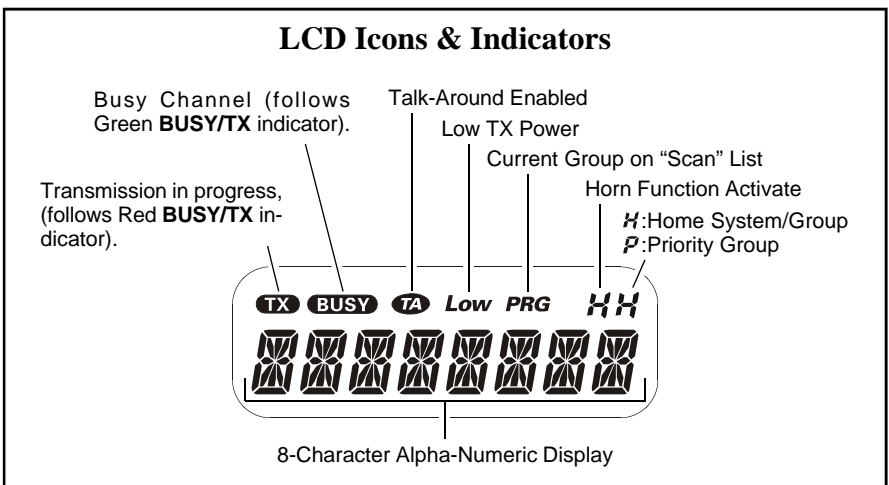 LCD Icons & Indicators
Busy Channel (follows
Green BUSY/TX indicator).
Talk-Around Enabled
Low TX Power
Current Group on “Scan” List
Transmission in progress,
(follows Red BUSY/TX in-
dicator).
Horn Function Activate
H:Home System/Group
P:Priority Group
TX BUSY TA Low PRG H H
8-Character Alpha-Numeric Display